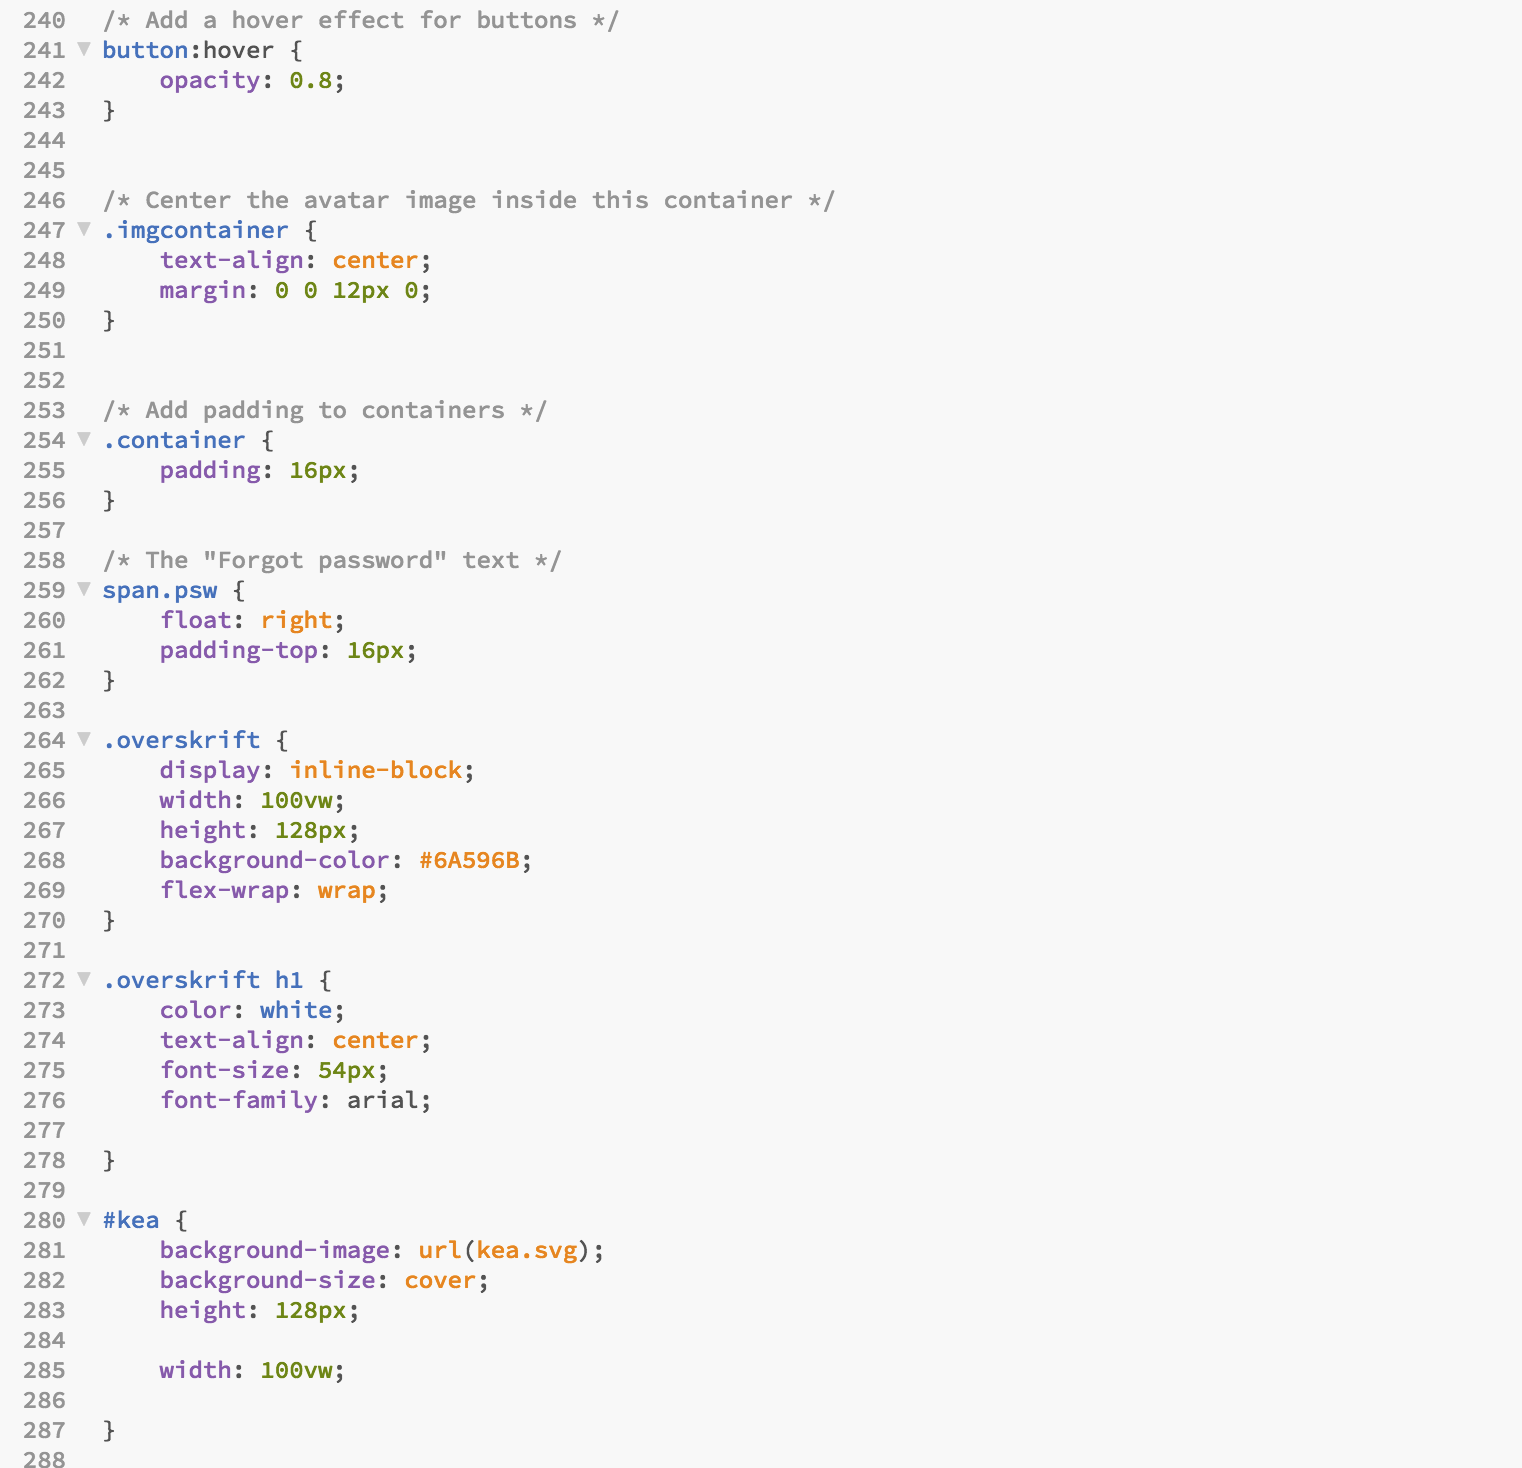 240 /* Add a hover effect for buttons */
241 button:hover {
242     opacity: 0.8;
243 }
244
245
246 /* Center the avatar image inside this container */
247 .imgcontainer {
248     text-align: center;
249     margin: 0 0 12px 0;
250 }
251
252
253 /* Add padding to containers */
254 .container {
255     padding: 16px;
256 }
257
258 /* The "Forgot password" text */
259 span.psw {
260     float: right;
261     padding-top: 16px;
262 }
263
264 .overskrift {
265     display: inline-block;
266     width: 100vw;
267     height: 128px;
268     background-color: #6A596B;
269     flex-wrap: wrap;
270 }
271
272 .overskrift h1 {
273     color: white;
274     text-align: center;
275     font-size: 54px;
276     font-family: arial;
277
278 }
279
280 #kea {
281     background-image: url(kea.svg);
282     background-size: cover;
283     height: 128px;
284
285     width: 100vw;
286
287 }
288